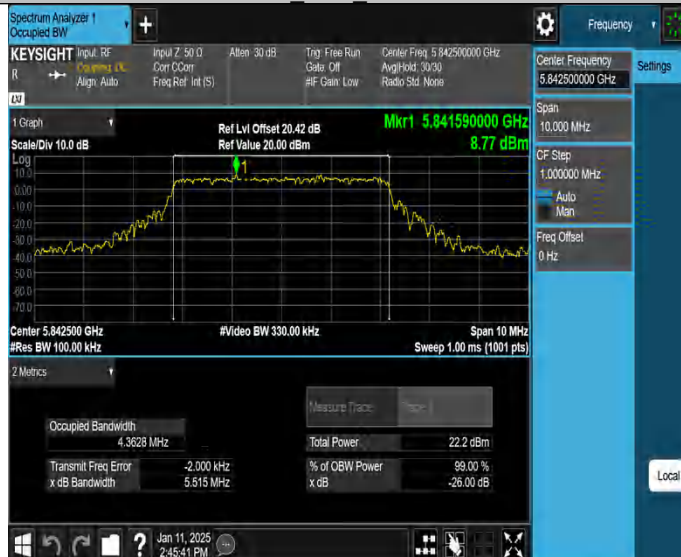 Spectrum Analyzer 1
Occupied BW
+
Frequency
KEYSIGHT
R
Input: RF
Coupling: DC
Align: Auto
Input Z: 50 Ω
Corr CCorr
Freq Ref: Int (S)
Atten: 30 dB
Trig: Free Run
Gate: Off
#IF Gain: Low
Center Freq: 5.842500000 GHz
Avg|Hold: 30/30
Radio Std: None
LXI
1 Graph
Scale/Div 10.0 dB
Ref Lvl Offset 20.42 dB
Ref Value 20.00 dBm
Mkr1 5.841590000 GHz
8.77 dBm
Log
10.0
0.00
-10.0
-20.0
-30.0
-40.0
-50.0
-60.0
-70.0
1
Center 5.842500 GHz
#Res BW 100.00 kHz
#Video BW 330.00 kHz
Span 10 MHz
Sweep 1.00 ms (1001 pts)
2 Metrics
Measure Trace
Trace 1
Occupied Bandwidth
4.3628 MHz
Total Power
22.2 dBm
Transmit Freq Error
-2.000 kHz
% of OBW Power
99.00 %
x dB Bandwidth
5.515 MHz
x dB
-26.00 dB
Center Frequency
5.842500000 GHz
Settings
Span
10.000 MHz
CF Step
1.000000 MHz
Auto
Man
Freq Offset
0 Hz
Local
?
Jan 11, 2025
2:45:41 PM